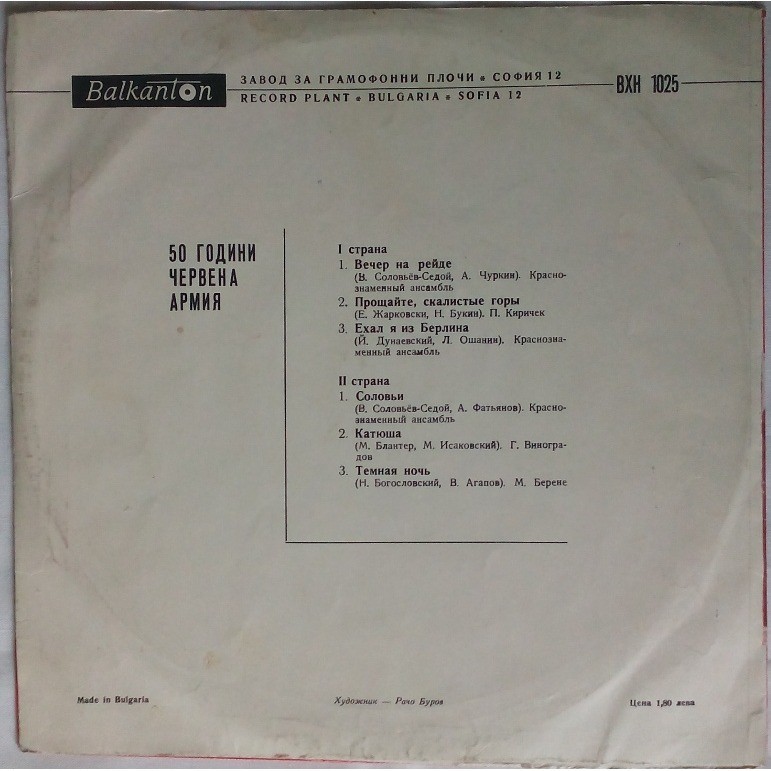 Balkanton
ЗАВОД ЗА ГРАМОФОННИ ПЛОЧИ • СОФИЯ 12
RECORD PLANT • BULGARIA • SOFIA 12
ВХН 1025
50 ГОДИНИ
ЧЕРВЕНА
АРМИЯ
I страна
1. Вечер на рейде
(В. Соловьёв-Седой, А. Чуркин). Красно-
знаменный ансамбль
2. Прощайте, скалистые горы
(Е. Жарковски, Н. Букин). П. Киричек
3. Ехал я из Берлина
(Й. Дунаевский, Л. Ошанин). Краснозна-
менный ансамбль
II страна
1. Соловьи
(В. Соловьёв-Седой, А. Фатьянов). Красно-
знаменный ансамбль
2. Катюша
(М. Блантер, М. Исаковский). Г. Виногра-
дов
3. Темная ночь
(Н. Богословский, В. Агапов). М. Берене
Made in Bulgaria
Художник — Рачо Буров
Цена 1,80 лева